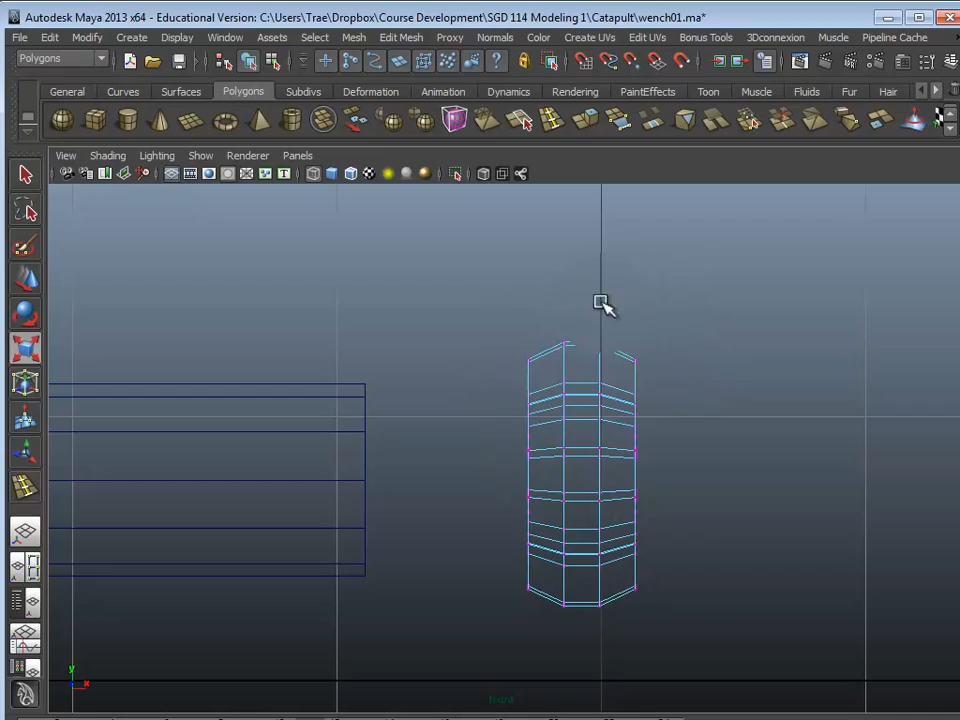 Autodesk Maya 2013 x64 - Educational Version: C:\Users\Trae\Dropbox\Course Development\SGD 114 Modeling 1\Catapult\wench01.ma*
File Edit Modify Create Display Window Assets Select Mesh Edit Mesh Proxy Normals Color Create UVs Edit UVs Bonus Tools 3Dconnexion Muscle Pipeline Cache
Polygons
General Curves Surfaces Polygons Subdivs Deformation Animation Dynamics Rendering PaintEffects Toon Muscle Fluids Fur Hair
View Shading Lighting Show Renderer Panels
y
x
front